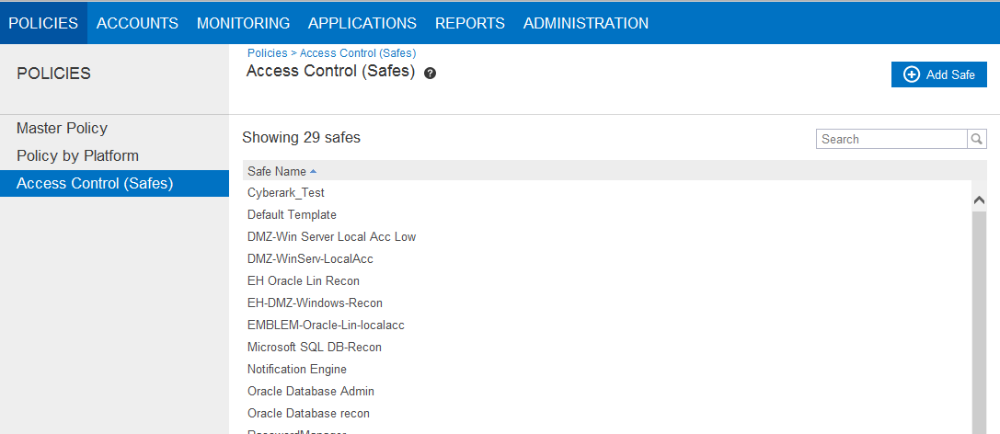 POLICIES ACCOUNTS MONITORING APPLICATIONS REPORTS ADMINISTRATION
POLICIES
Master Policy
Policy by Platform
Access Control (Safes)
Policies > Access Control (Safes)
Access Control (Safes) ?
Add Safe
Showing 29 safes
Search
Safe Name
Cyberark_Test
Default Template
DMZ-Win Server Local Acc Low
DMZ-WinServ-LocalAcc
EH Oracle Lin Recon
EH-DMZ-Windows-Recon
EMBLEM-Oracle-Lin-localacc
Microsoft SQL DB-Recon
Notification Engine
Oracle Database Admin
Oracle Database recon
PasswordManager